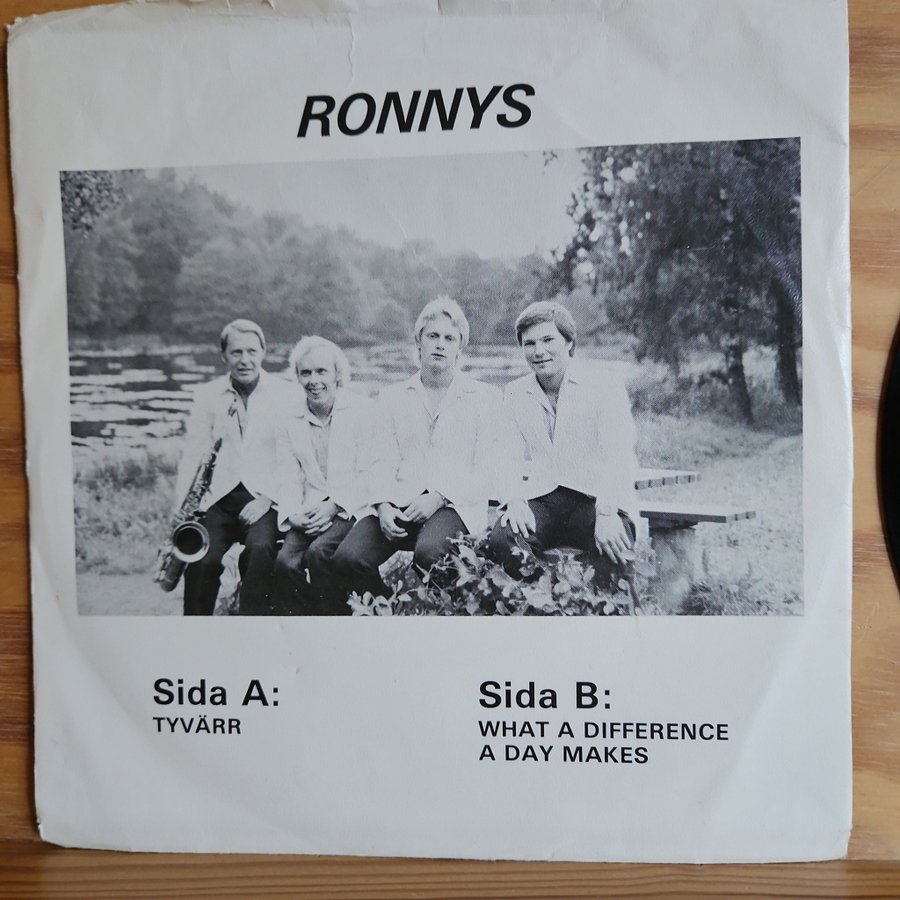 RONNYS
Sida A:
TYVÄRR
Sida B:
WHAT A DIFFERENCE
A DAY MAKES